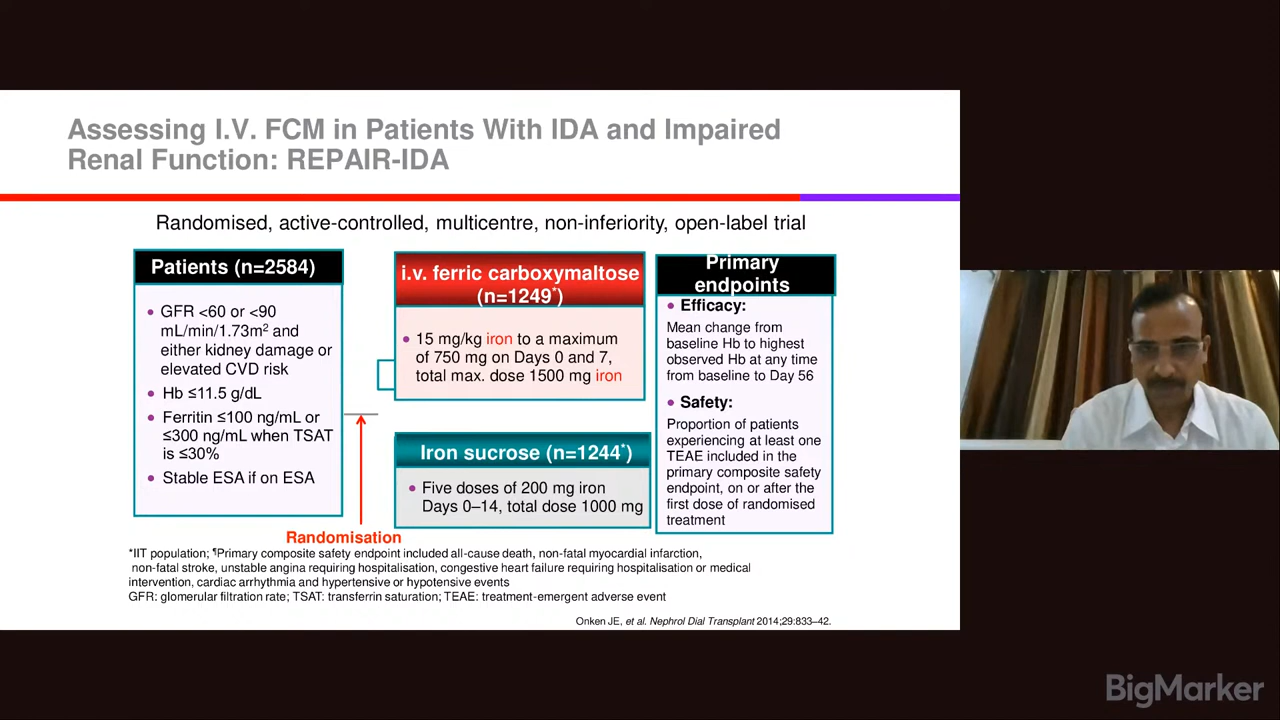 Assessing I.V. FCM in Patients With IDA and Impaired
Renal Function: REPAIR-IDA
Randomised, active-controlled, multicentre, non-inferiority, open-label trial
Patients (n=2584)
• GFR <60 or <90
mL/min/1.73m² and
either kidney damage or
elevated CVD risk
• Hb ≤11.5 g/dL
• Ferritin ≤100 ng/mL or
≤300 ng/mL when TSAT
is ≤30%
• Stable ESA if on ESA
Randomisation
i.v. ferric carboxymaltose
(n=1249*)
• 15 mg/kg iron to a maximum
of 750 mg on Days 0 and 7,
total max. dose 1500 mg iron
Iron sucrose (n=1244*)
• Five doses of 200 mg iron
Days 0–14, total dose 1000 mg
Primary
endpoints
• Efficacy:
Mean change from
baseline Hb to highest
observed Hb at any time
from baseline to Day 56
• Safety:
Proportion of patients
experiencing at least one
TEAE included in the
primary composite safety
endpoint, on or after the
first dose of randomised
treatment
*IIT population; ¶Primary composite safety endpoint included all-cause death, non-fatal myocardial infarction,
non-fatal stroke, unstable angina requiring hospitalisation, congestive heart failure requiring hospitalisation or medical
intervention, cardiac arrhythmia and hypertensive or hypotensive events
GFR: glomerular filtration rate; TSAT: transferrin saturation; TEAE: treatment-emergent adverse event
Onken JE, et al. Nephrol Dial Transplant 2014;29:833–42.
BigMarker